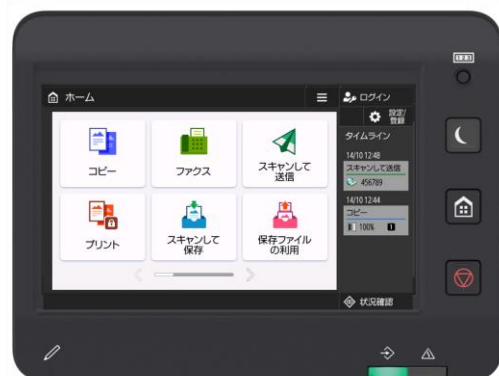 123
ホーム
ログイン
設定/
登録
タイムライン
コピー
ファクス
スキャンして
送信
14/10 12:48
スキャンして送信
456789
14/10 12:44
コピー
100% 1
プリント
スキャンして
保存
保存ファイル
の利用
状況確認